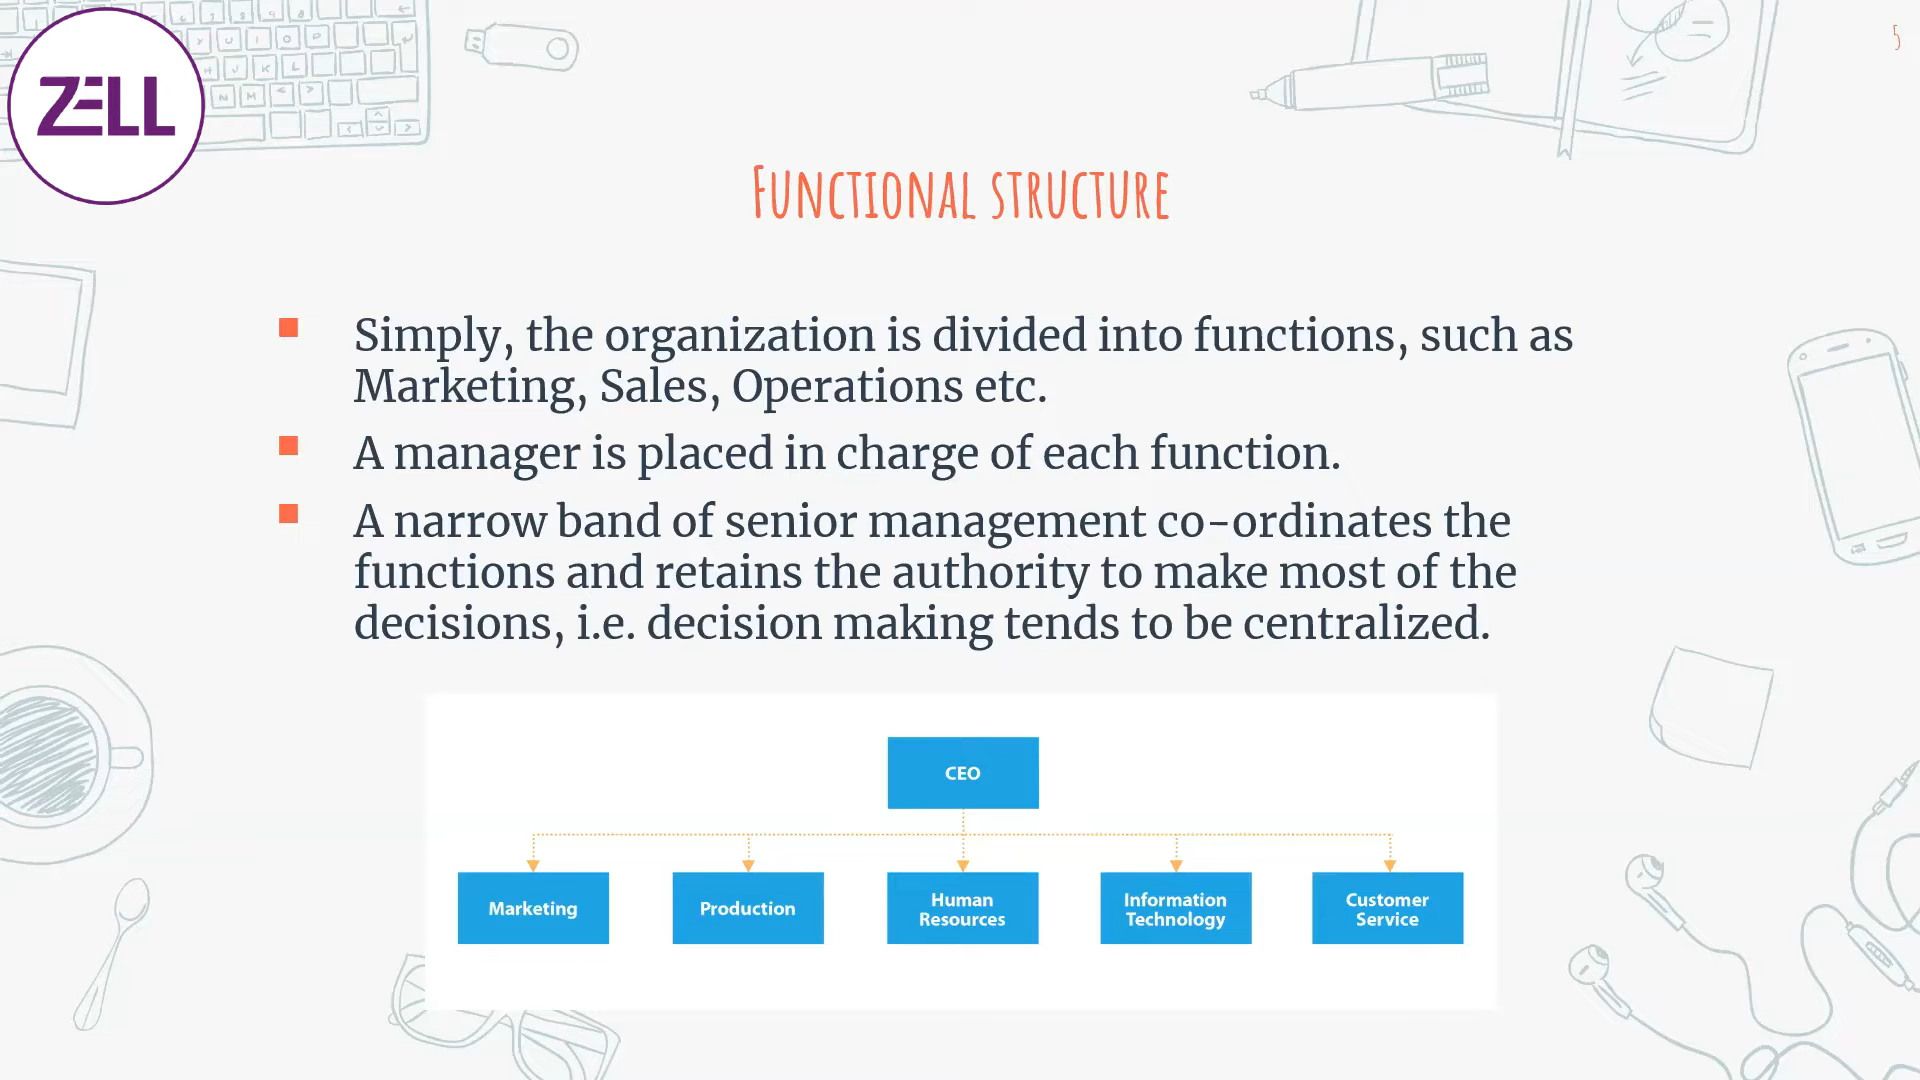 ZELL
5
Functional structure
Simply, the organization is divided into functions, such as
Marketing, Sales, Operations etc.
A manager is placed in charge of each function.
A narrow band of senior management co-ordinates the
functions and retains the authority to make most of the
decisions, i.e. decision making tends to be centralized.
CEO
Marketing
Production
Human
Resources
Information
Technology
Customer
Service